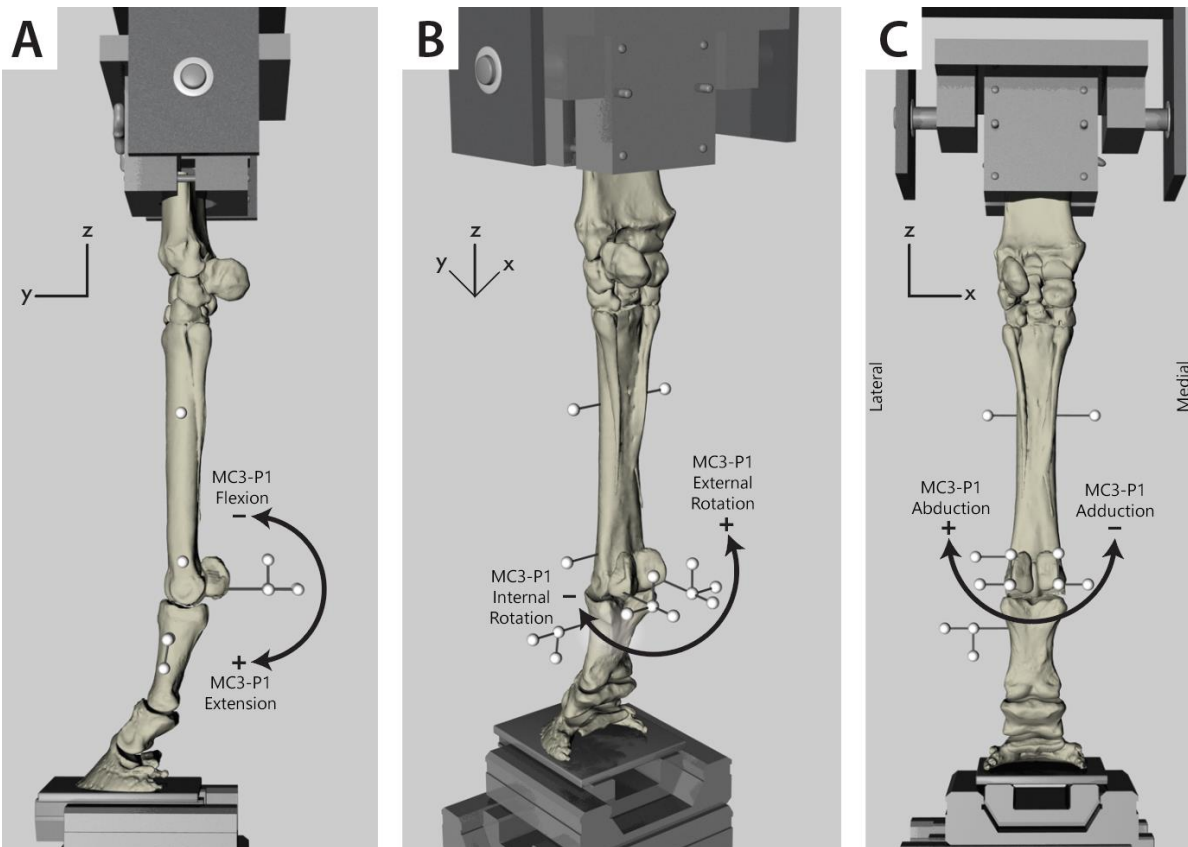 A
z
y
MC3-P1
Flexion
−
+
MC3-P1
Extension
B
z
y
x
MC3-P1
External
Rotation
+
MC3-P1
Internal
Rotation
−
C
z
x
Lateral
Medial
MC3-P1
Abduction
+
MC3-P1
Adduction
−